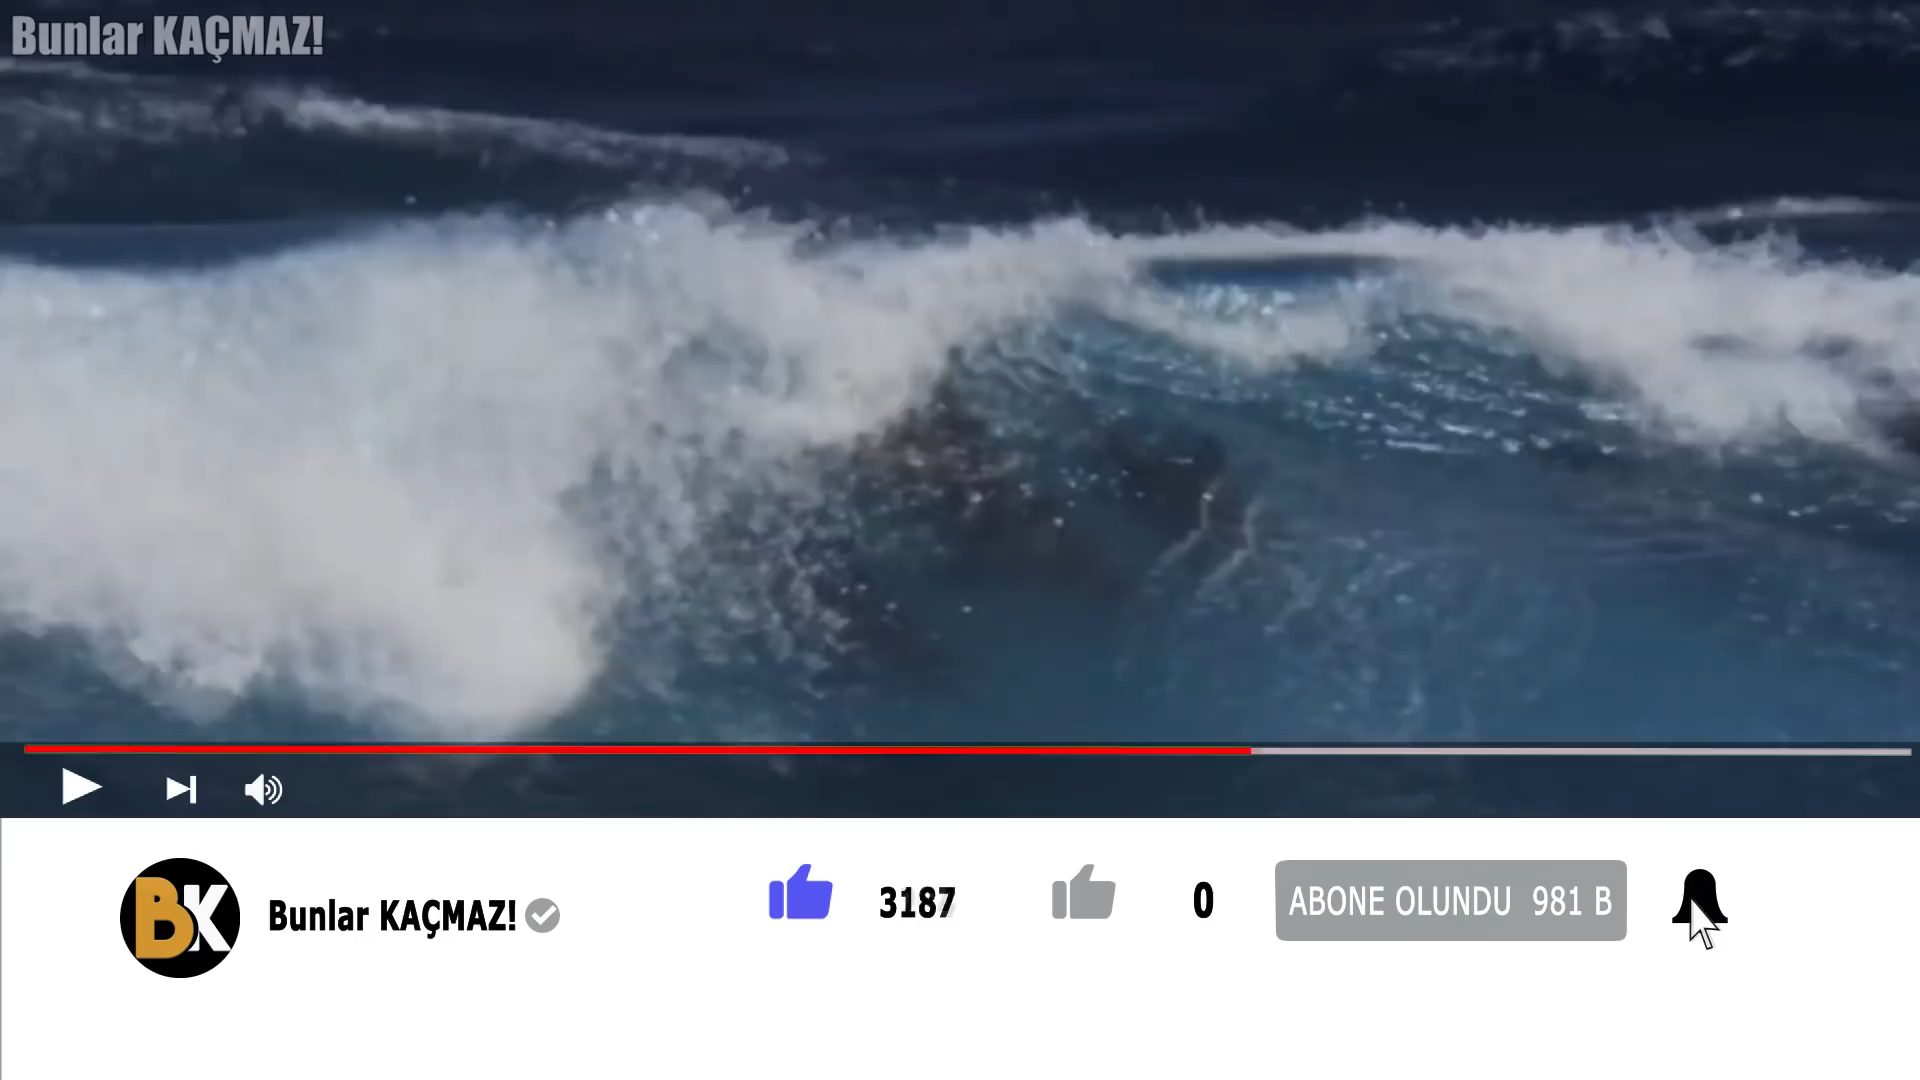 Bunlar KAÇMAZ!
BK
Bunlar KAÇMAZ!
3187
0
ABONE OLUNDU 981 B